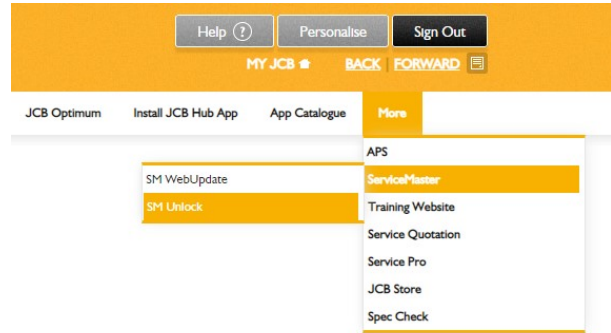 Help ? Personalise Sign Out
MY JCB BACK | FORWARD
JCB Optimum Install JCB Hub App App Catalogue More
APS
SM WebUpdate ServiceMaster
SM Unlock Training Website
Service Quotation
Service Pro
JCB Store
Spec Check